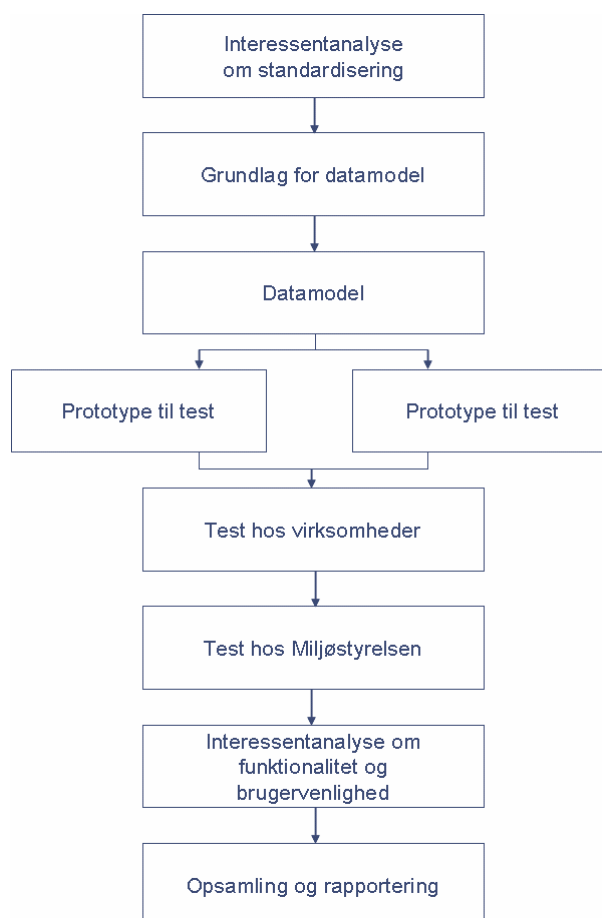 Interessentanalyse
om standardisering
Grundlag for datamodel
Datamodel
Prototype til test
Prototype til test
Test hos virksomheder
Test hos Miljøstyrelsen
Interessentanalyse om
funktionalitet og
brugervenlighed
Opsamling og rapportering